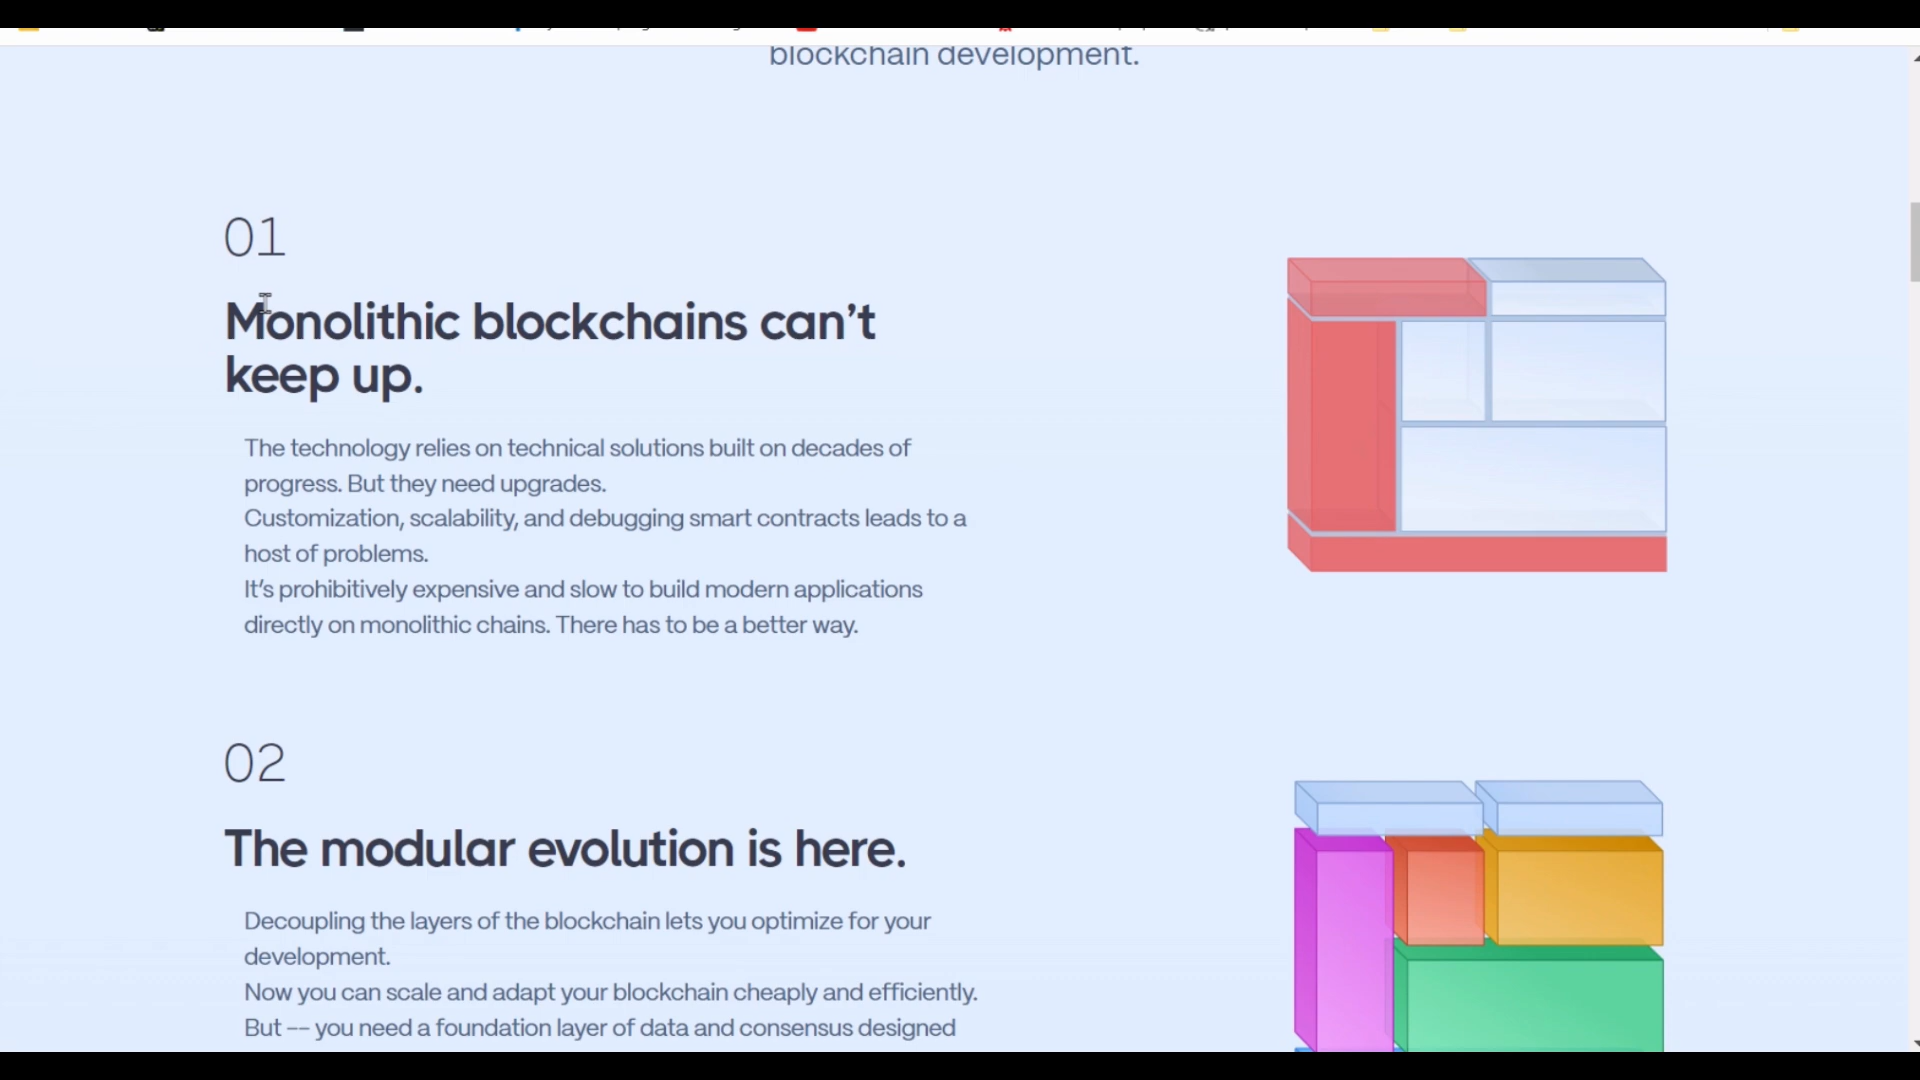 blockchain development.
01
Monolithic blockchains can’t
keep up.
The technology relies on technical solutions built on decades of
progress. But they need upgrades.
Customization, scalability, and debugging smart contracts leads to a
host of problems.
It’s prohibitively expensive and slow to build modern applications
directly on monolithic chains. There has to be a better way.
02
The modular evolution is here.
Decoupling the layers of the blockchain lets you optimize for your
development.
Now you can scale and adapt your blockchain cheaply and efficiently.
But -- you need a foundation layer of data and consensus designed